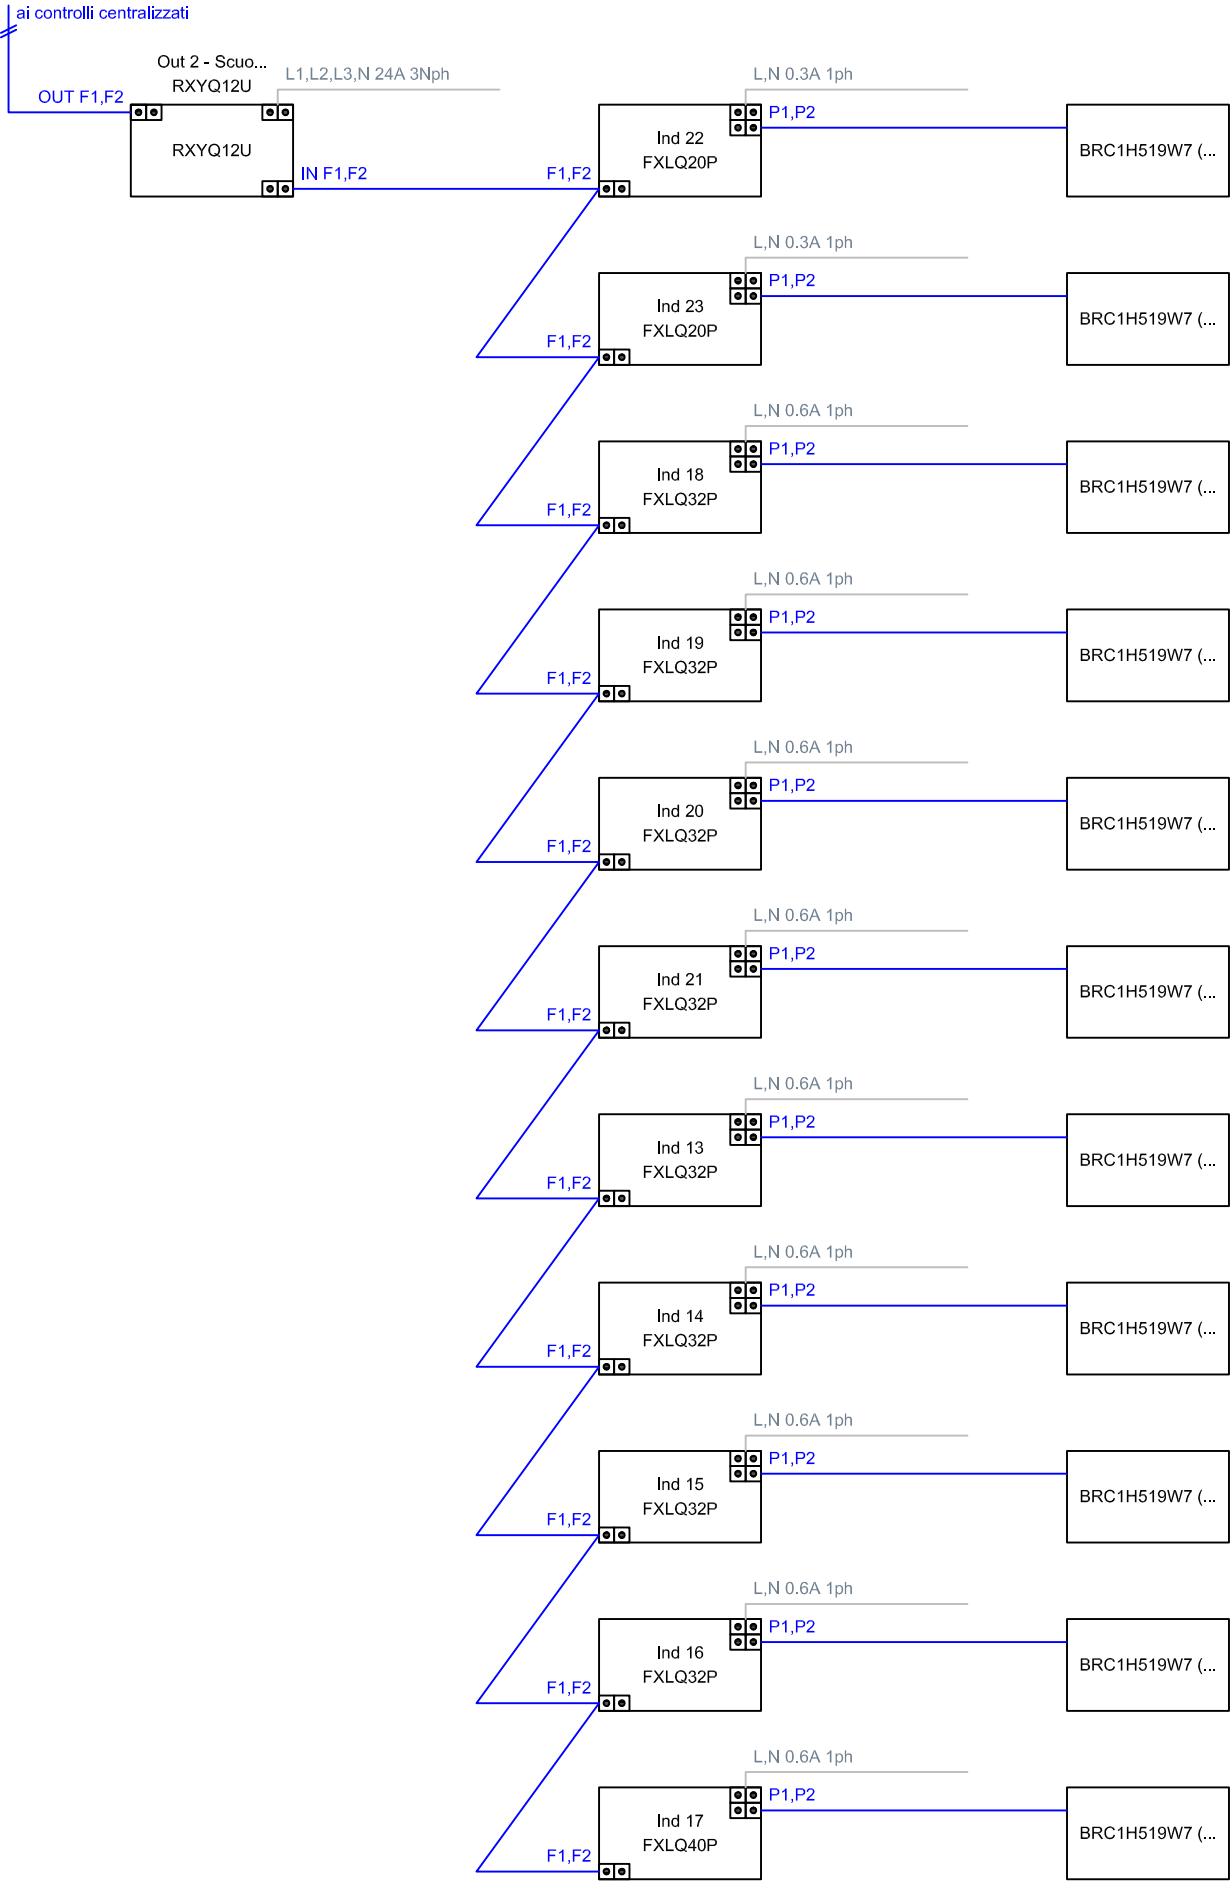 ai controlli centralizzati
Out 2 - Scuo...
RXYQ12U
L1,L2,L3,N 24A 3Nph
OUT F1,F2
RXYQ12U
IN F1,F2
L,N 0.3A 1ph
P1,P2
Ind 22
FXLQ20P
F1,F2
BRC1H519W7 (...
L,N 0.3A 1ph
P1,P2
Ind 23
FXLQ20P
F1,F2
BRC1H519W7 (...
L,N 0.6A 1ph
P1,P2
Ind 18
FXLQ32P
F1,F2
BRC1H519W7 (...
L,N 0.6A 1ph
P1,P2
Ind 19
FXLQ32P
F1,F2
BRC1H519W7 (...
L,N 0.6A 1ph
P1,P2
Ind 20
FXLQ32P
F1,F2
BRC1H519W7 (...
L,N 0.6A 1ph
P1,P2
Ind 21
FXLQ32P
F1,F2
BRC1H519W7 (...
L,N 0.6A 1ph
P1,P2
Ind 13
FXLQ32P
F1,F2
BRC1H519W7 (...
L,N 0.6A 1ph
P1,P2
Ind 14
FXLQ32P
F1,F2
BRC1H519W7 (...
L,N 0.6A 1ph
P1,P2
Ind 15
FXLQ32P
F1,F2
BRC1H519W7 (...
L,N 0.6A 1ph
P1,P2
Ind 16
FXLQ32P
F1,F2
BRC1H519W7 (...
L,N 0.6A 1ph
P1,P2
Ind 17
FXLQ40P
F1,F2
BRC1H519W7 (...